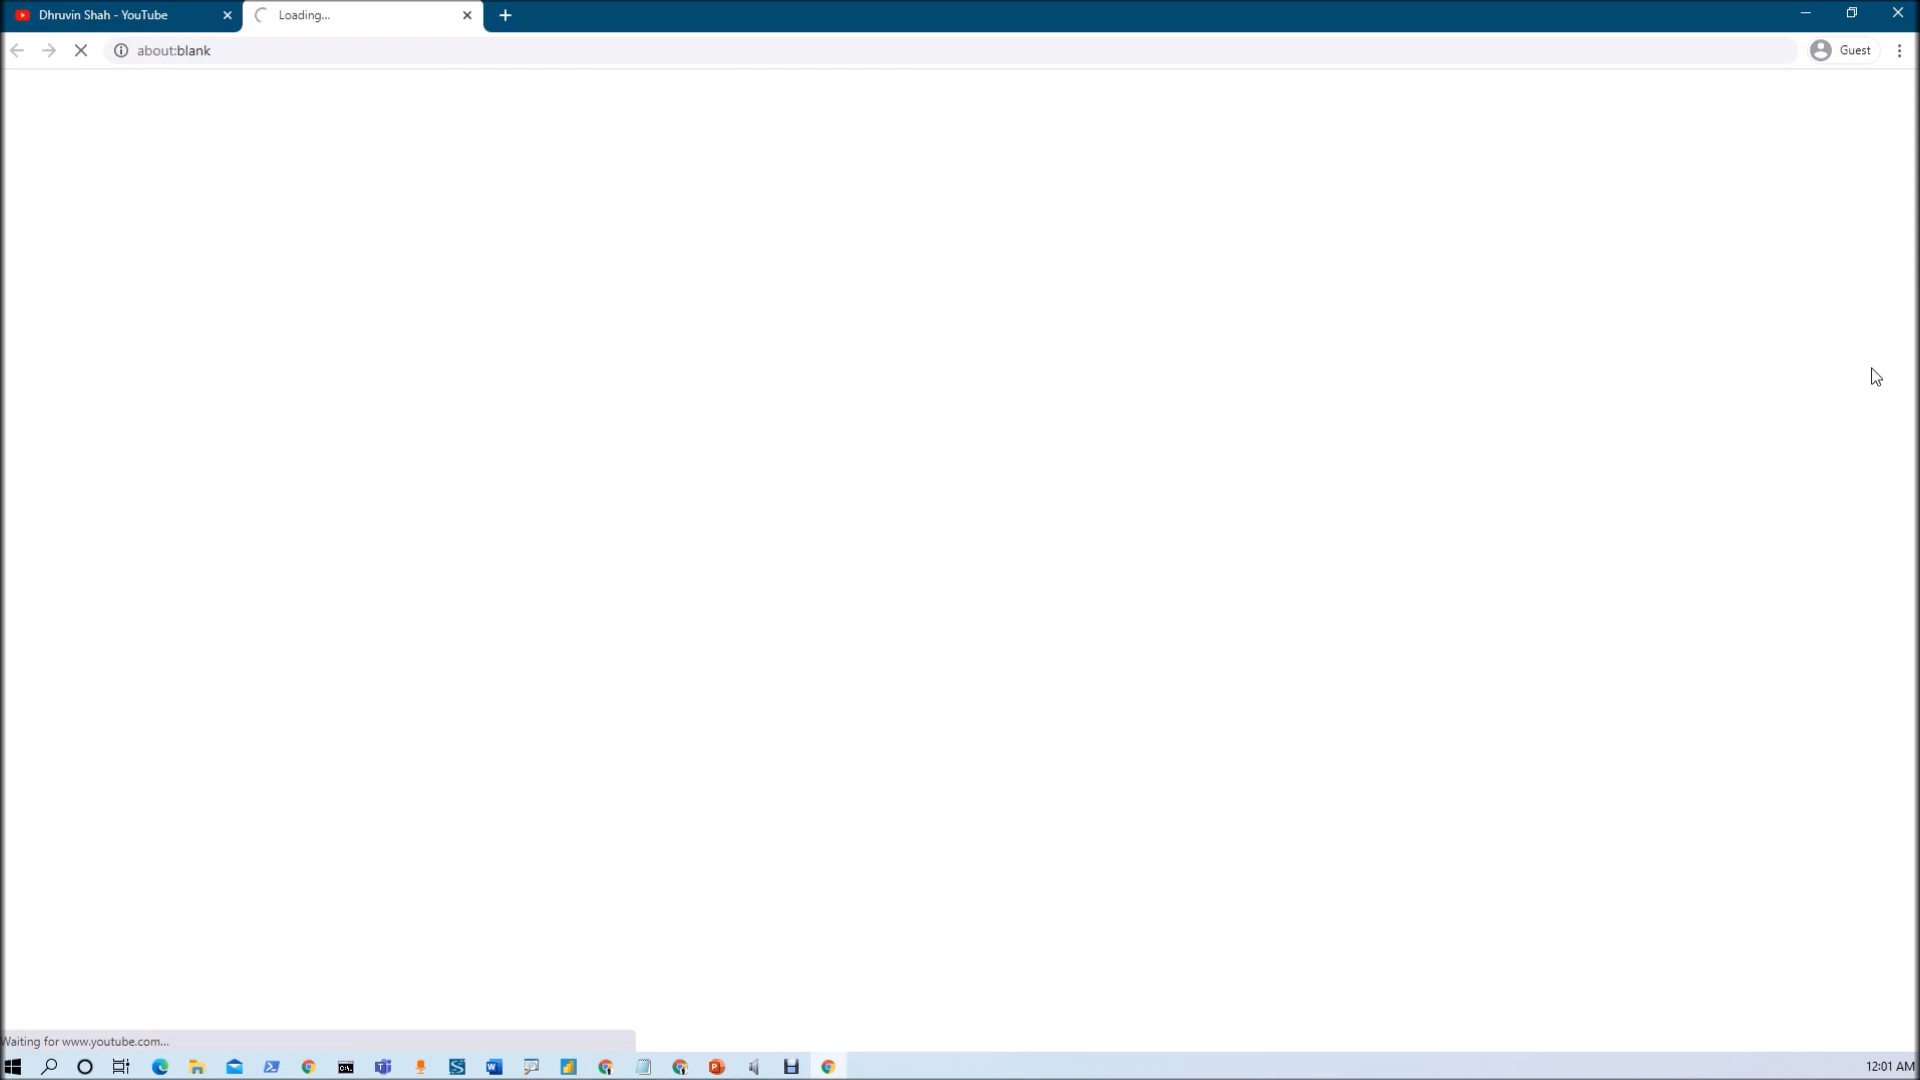 Dhruvin Shah - YouTube
Loading...
about:blank
Guest
Waiting for www.youtube.com...
12:01 AM